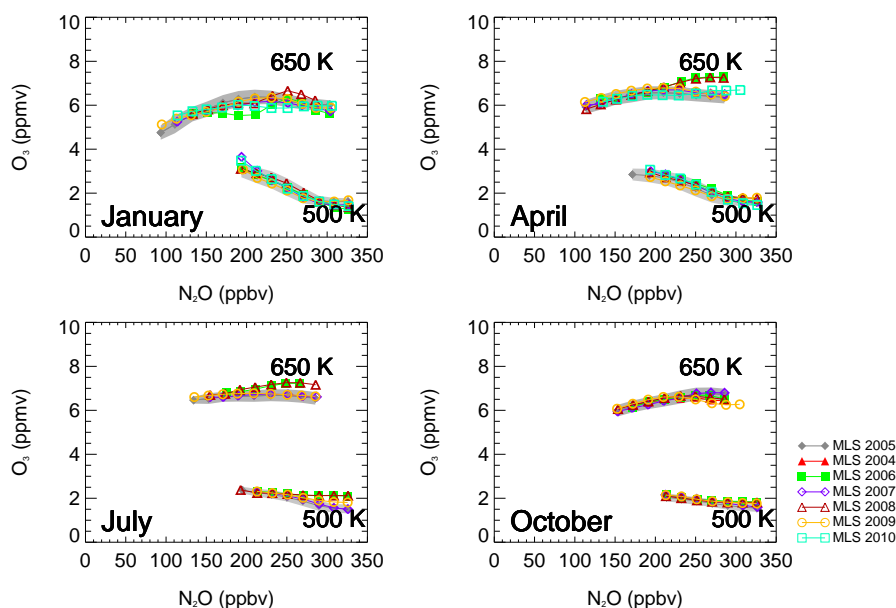 10
8
6
4
2
0
O₃ (ppmv)
650 K
500 K
January
0 50 100 150 200 250 300 350
N₂O (ppbv)
10
8
6
4
2
0
O₃ (ppmv)
650 K
500 K
April
0 50 100 150 200 250 300 350
N₂O (ppbv)
10
8
6
4
2
0
O₃ (ppmv)
650 K
500 K
July
0 50 100 150 200 250 300 350
N₂O (ppbv)
10
8
6
4
2
0
O₃ (ppmv)
650 K
500 K
October
0 50 100 150 200 250 300 350
N₂O (ppbv)
MLS 2005
MLS 2004
MLS 2006
MLS 2007
MLS 2008
MLS 2009
MLS 2010